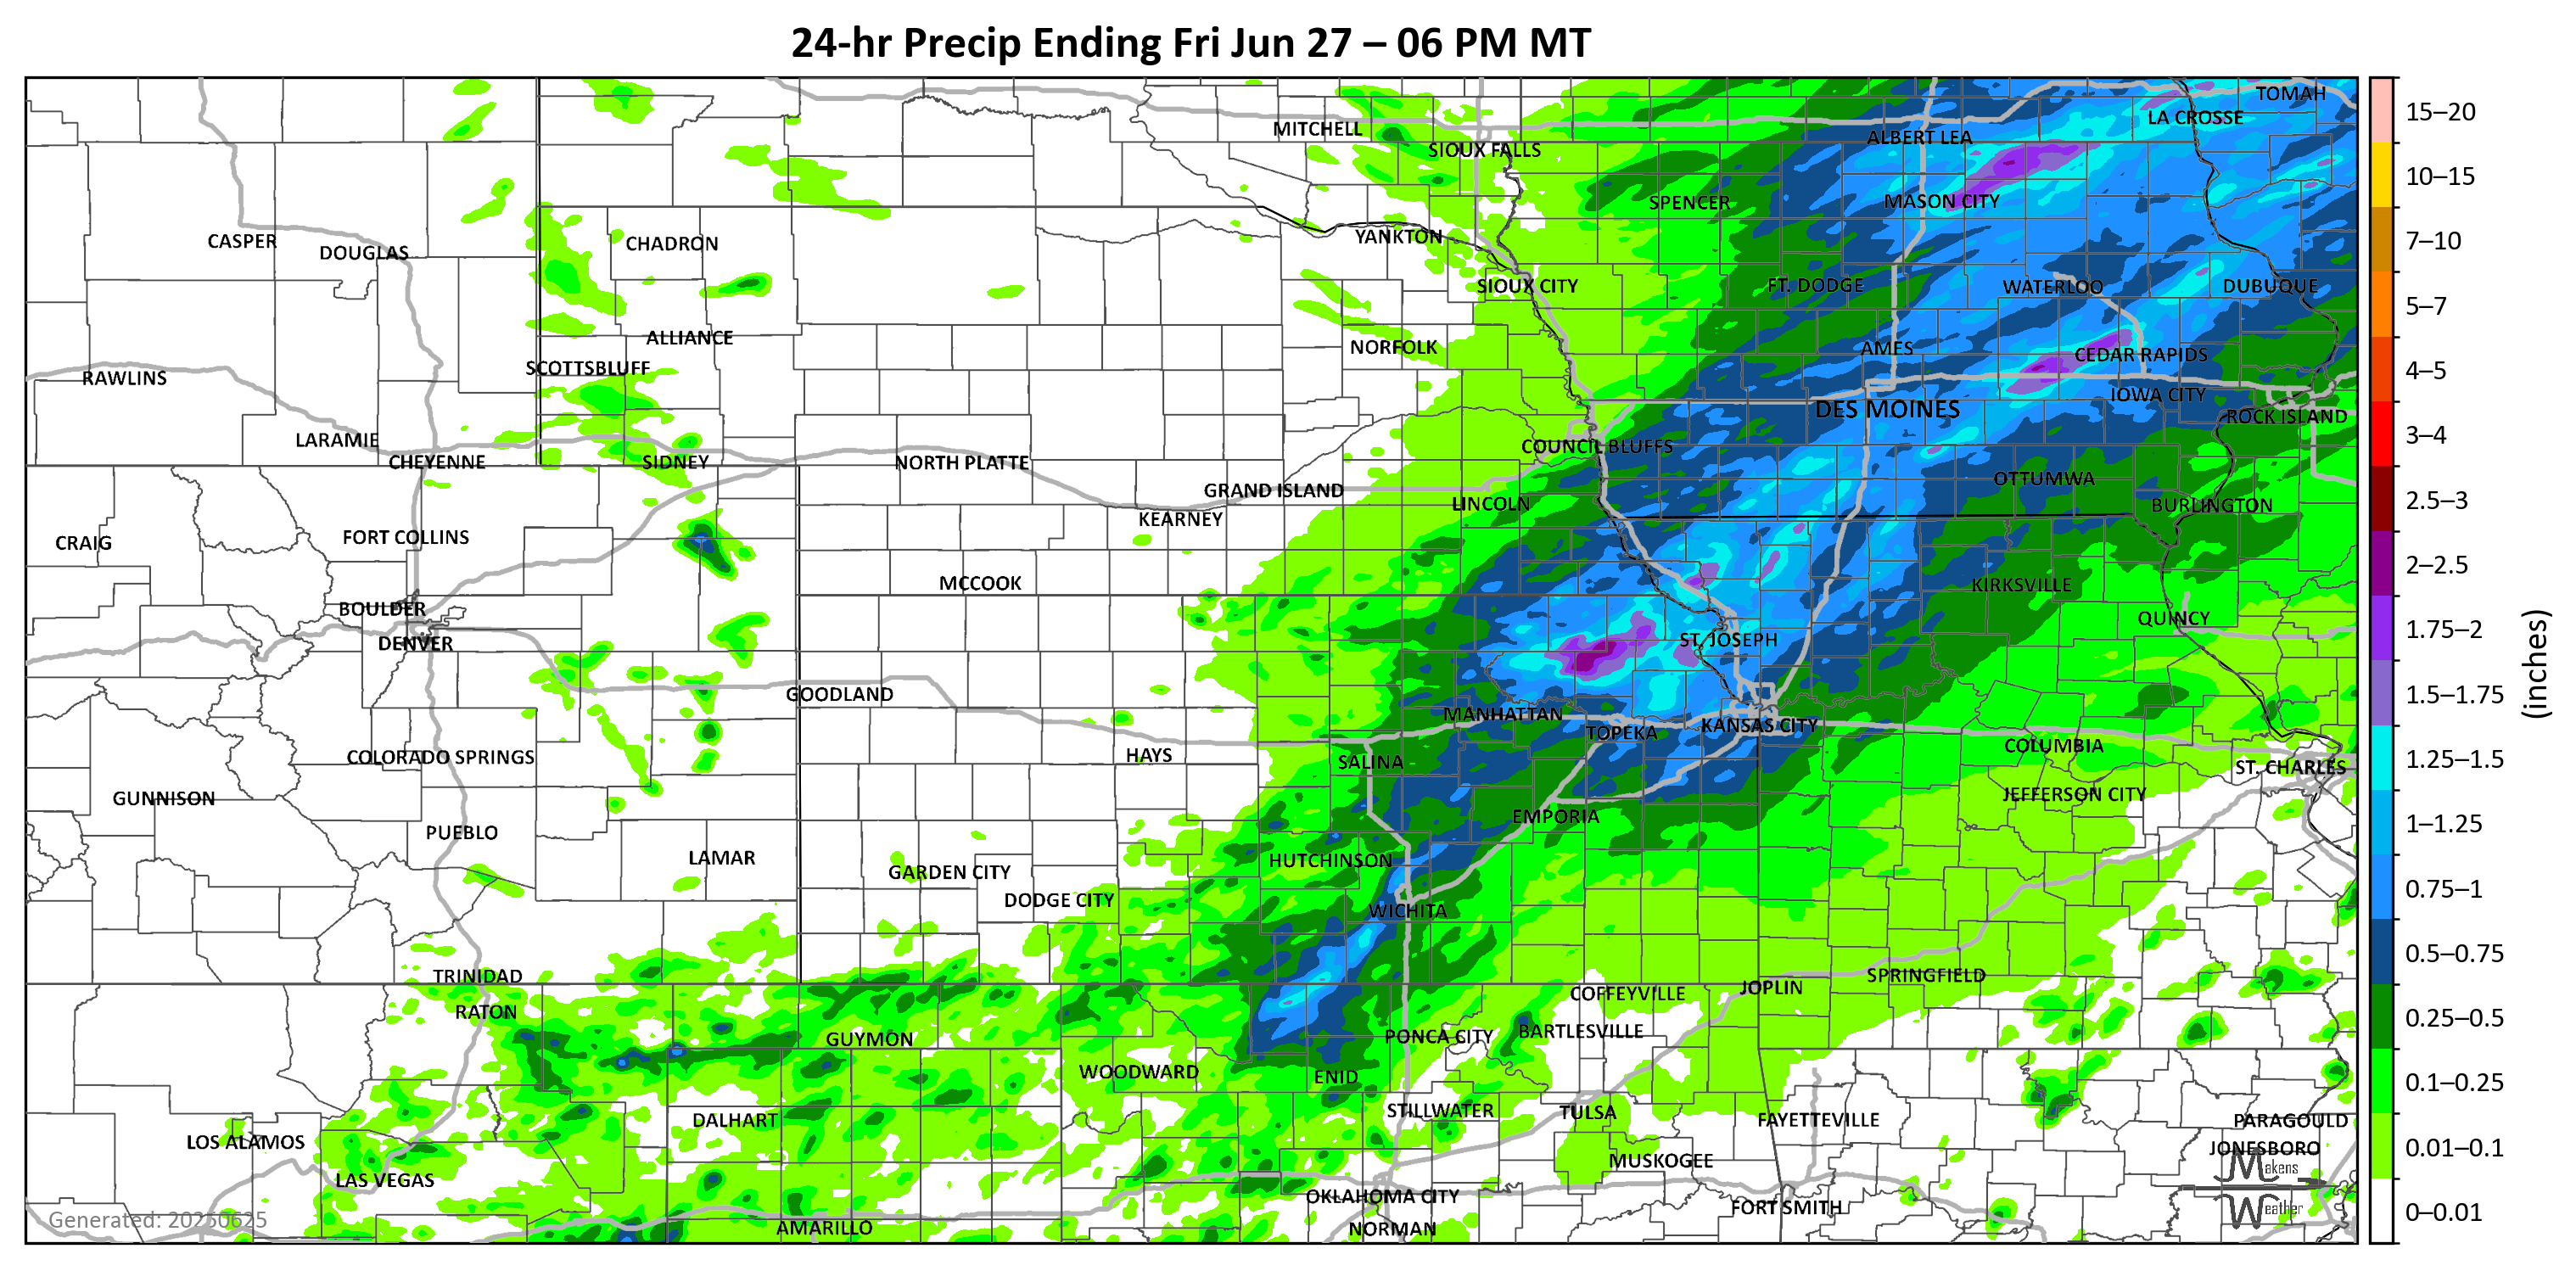 24-hr Precip Ending Fri Jun 27 – 06 PM MT
TOMAH
LA CROSSE
MITCHELL
ALBERT LEA
SIOUX FALLS
SPENCER
MASON CITY
CASPER
DOUGLAS
CHADRON
YANKTON
SIOUX CITY
FT. DODGE
WATERLOO
DUBUQUE
ALLIANCE
NORFOLK
AMES
CEDAR RAPIDS
SCOTTSBLUFF
RAWLINS
IOWA CITY
DES MOINES
ROCK ISLAND
LARAMIE
COUNCIL BLUFFS
CHEYENNE
SIDNEY
NORTH PLATTE
OTTUMWA
GRAND ISLAND
LINCOLN
BURLINGTON
KEARNEY
CRAIG
FORT COLLINS
MCCOOK
KIRKSVILLE
BOULDER
QUINCY
DENVER
ST. JOSEPH
GOODLAND
MANHATTAN
TOPEKA
KANSAS CITY
COLUMBIA
COLORADO SPRINGS
HAYS
SALINA
ST. CHARLES
GUNNISON
JEFFERSON CITY
EMPORIA
PUEBLO
LAMAR
HUTCHINSON
GARDEN CITY
DODGE CITY
WICHITA
TRINIDAD
SPRINGFIELD
JOPLIN
COFFEYVILLE
RATON
GUYMON
PONCA CITY
BARTLESVILLE
WOODWARD
ENID
STILLWATER
TULSA
DALHART
FAYETTEVILLE
PARAGOULD
LOS ALAMOS
JONESBORO
MUSKOGEE
LAS VEGAS
OKLAHOMA CITY
FORT SMITH
AMARILLO
NORMAN
Generated: 20250625
Makens
Weather
15–20
10–15
7–10
5–7
4–5
3–4
2.5–3
2–2.5
1.75–2
1.5–1.75
1.25–1.5
1–1.25
0.75–1
0.5–0.75
0.25–0.5
0.1–0.25
0.01–0.1
0–0.01
(inches)